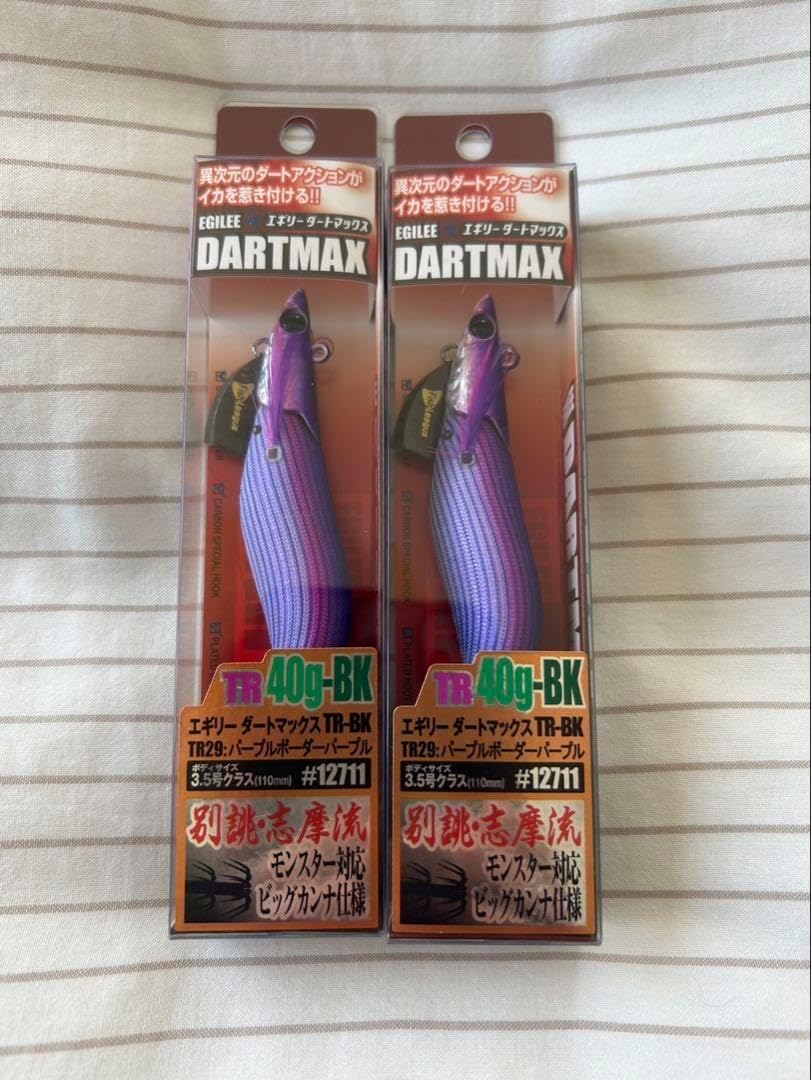 異次元のダートアクションが
イカを惹き付ける!!
EGILEE エギリーダートマックス
DARTMAX
FishLeague
CARBON SPECIAL HOOK
TR 40g-BK
エギリー ダートマックス TR-BK
TR29:パープルボーダーパープル
ボディサイズ
3.5号クラス(110mm) #12711
別誂・志摩流
モンスター対応
ビッグカンナ仕様
異次元のダートアクションが
イカを惹き付ける!!
EGILEE エギリーダートマックス
DARTMAX
FishLeague
CARBON SPECIAL HOOK
TR 40g-BK
エギリー ダートマックス TR-BK
TR29:パープルボーダーパープル
ボディサイズ
3.5号クラス(110mm) #12711
別誂・志摩流
モンスター対応
ビッグカンナ仕様